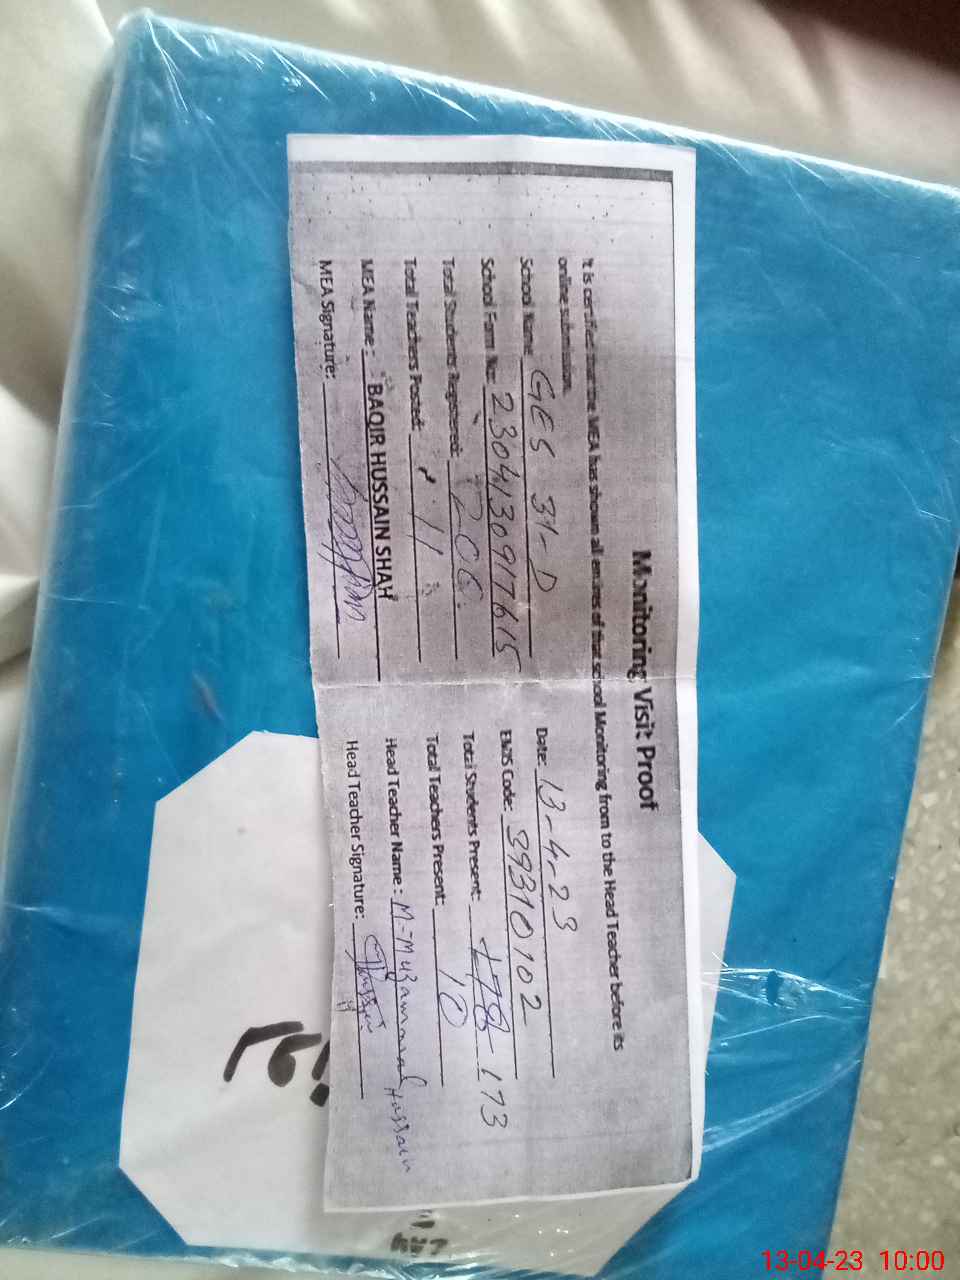 Monitoring Visit Proof
It is certified that the MEA has shown all entries of that school Monitoring from to the Head Teacher before its
online submission.
School Name GES 31-D Date: 13-4-23
School Form No: 2304130917615 EMIS Code: 39310102
Total Students Registered: Total Students Present: 178 173
Total Teachers Posted: 11 Total Teachers Present: 10
MEA Name: BAQIR HUSSAIN SHAH Head Teacher Name: M-Muzammal Hussain
MEA Signature: Head Teacher Signature:
13-04-23 10:00